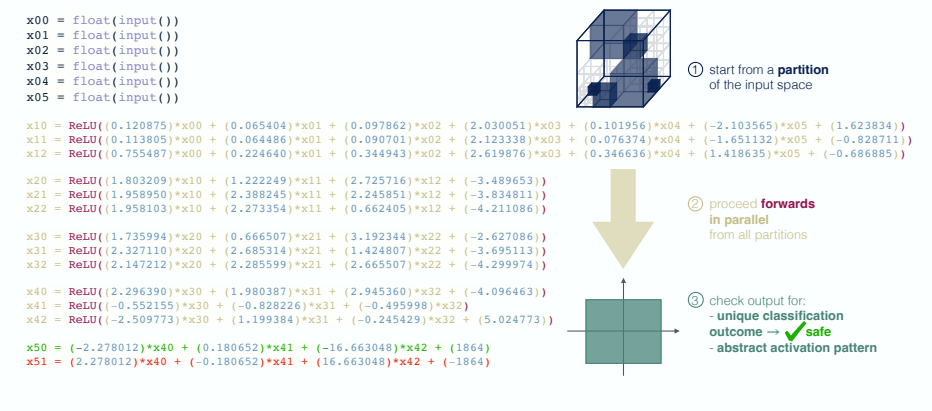 x00 = float(input())
x01 = float(input())
x02 = float(input())
x03 = float(input())
x04 = float(input())
x05 = float(input())
① start from a partition
of the input space
x10 = ReLU((0.120875)*x00 + (0.065404)*x01 + (0.097862)*x02 + (2.030051)*x03 + (0.101956)*x04 + (-2.103565)*x05 + (1.623834))
x11 = ReLU((0.113805)*x00 + (0.064486)*x01 + (0.090701)*x02 + (2.123338)*x03 + (0.076374)*x04 + (-1.651132)*x05 + (-0.828711))
x12 = ReLU((0.755487)*x00 + (0.224640)*x01 + (0.344943)*x02 + (2.619876)*x03 + (0.346636)*x04 + (1.418635)*x05 + (-0.686885))
x20 = ReLU((1.803209)*x10 + (1.222249)*x11 + (2.725716)*x12 + (-3.489653))
x21 = ReLU((1.958950)*x10 + (2.388245)*x11 + (2.245851)*x12 + (-3.834811))
x22 = ReLU((1.958103)*x10 + (2.273354)*x11 + (0.662405)*x12 + (-4.211086))
② proceed forwards
in parallel
from all partitions
x30 = ReLU((1.735994)*x20 + (0.666507)*x21 + (3.192344)*x22 + (-2.627086))
x31 = ReLU((2.327110)*x20 + (2.685314)*x21 + (1.424807)*x22 + (-3.695113))
x32 = ReLU((2.147212)*x20 + (2.285599)*x21 + (2.665507)*x22 + (-4.299974))
x40 = ReLU((2.296390)*x30 + (1.980387)*x31 + (2.945360)*x32 + (-4.096463))
x41 = ReLU((-0.552155)*x30 + (-0.828226)*x31 + (-0.495998)*x32)
x42 = ReLU((-2.509773)*x30 + (1.199384)*x31 + (-0.245429)*x32 + (5.024773))
③ check output for:
- unique classification
outcome → ✔ safe
- abstract activation pattern
x50 = (-2.278012)*x40 + (0.180652)*x41 + (-16.663048)*x42 + (1864)
x51 = (2.278012)*x40 + (-0.180652)*x41 + (16.663048)*x42 + (-1864)